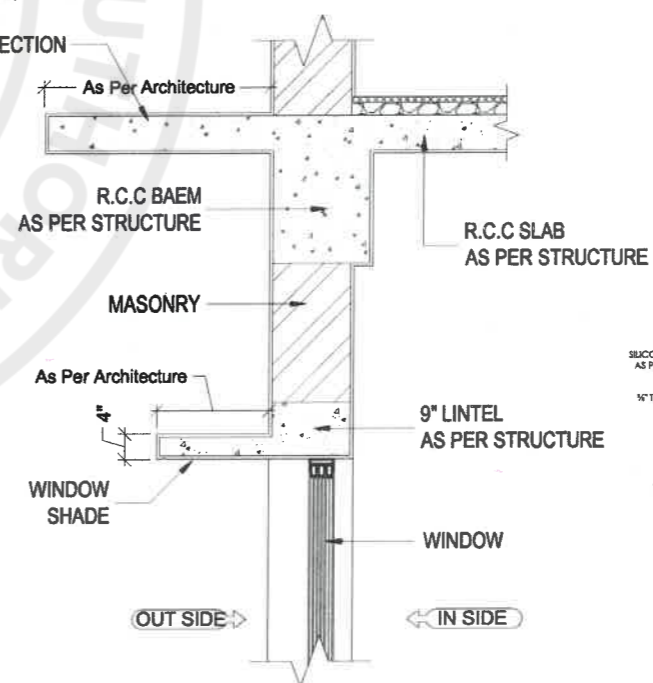 ECTION
As Per Architecture
R.C.C BAEM
AS PER STRUCTURE
R.C.C SLAB
AS PER STRUCTURE
MASONRY
As Per Architecture
4"
9" LINTEL
AS PER STRUCTURE
WINDOW
SHADE
WINDOW
OUT SIDE
IN SIDE
AS P